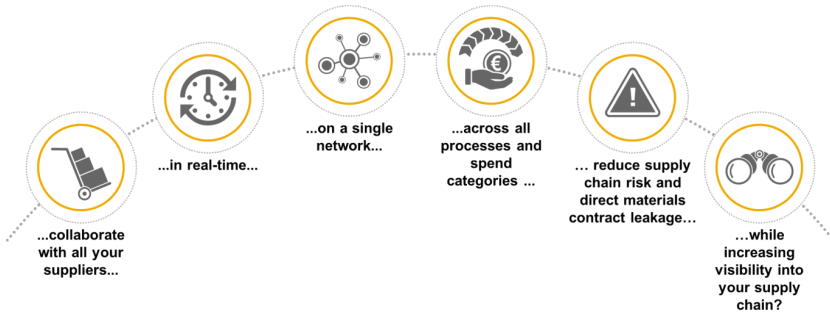 ...collaborate
with all your
suppliers...
...in real-time...
...on a single
network...
...across all
processes and
spend
categories ...
… reduce supply
chain risk and
direct materials
contract leakage…
…while
increasing
visibility into
your supply
chain?